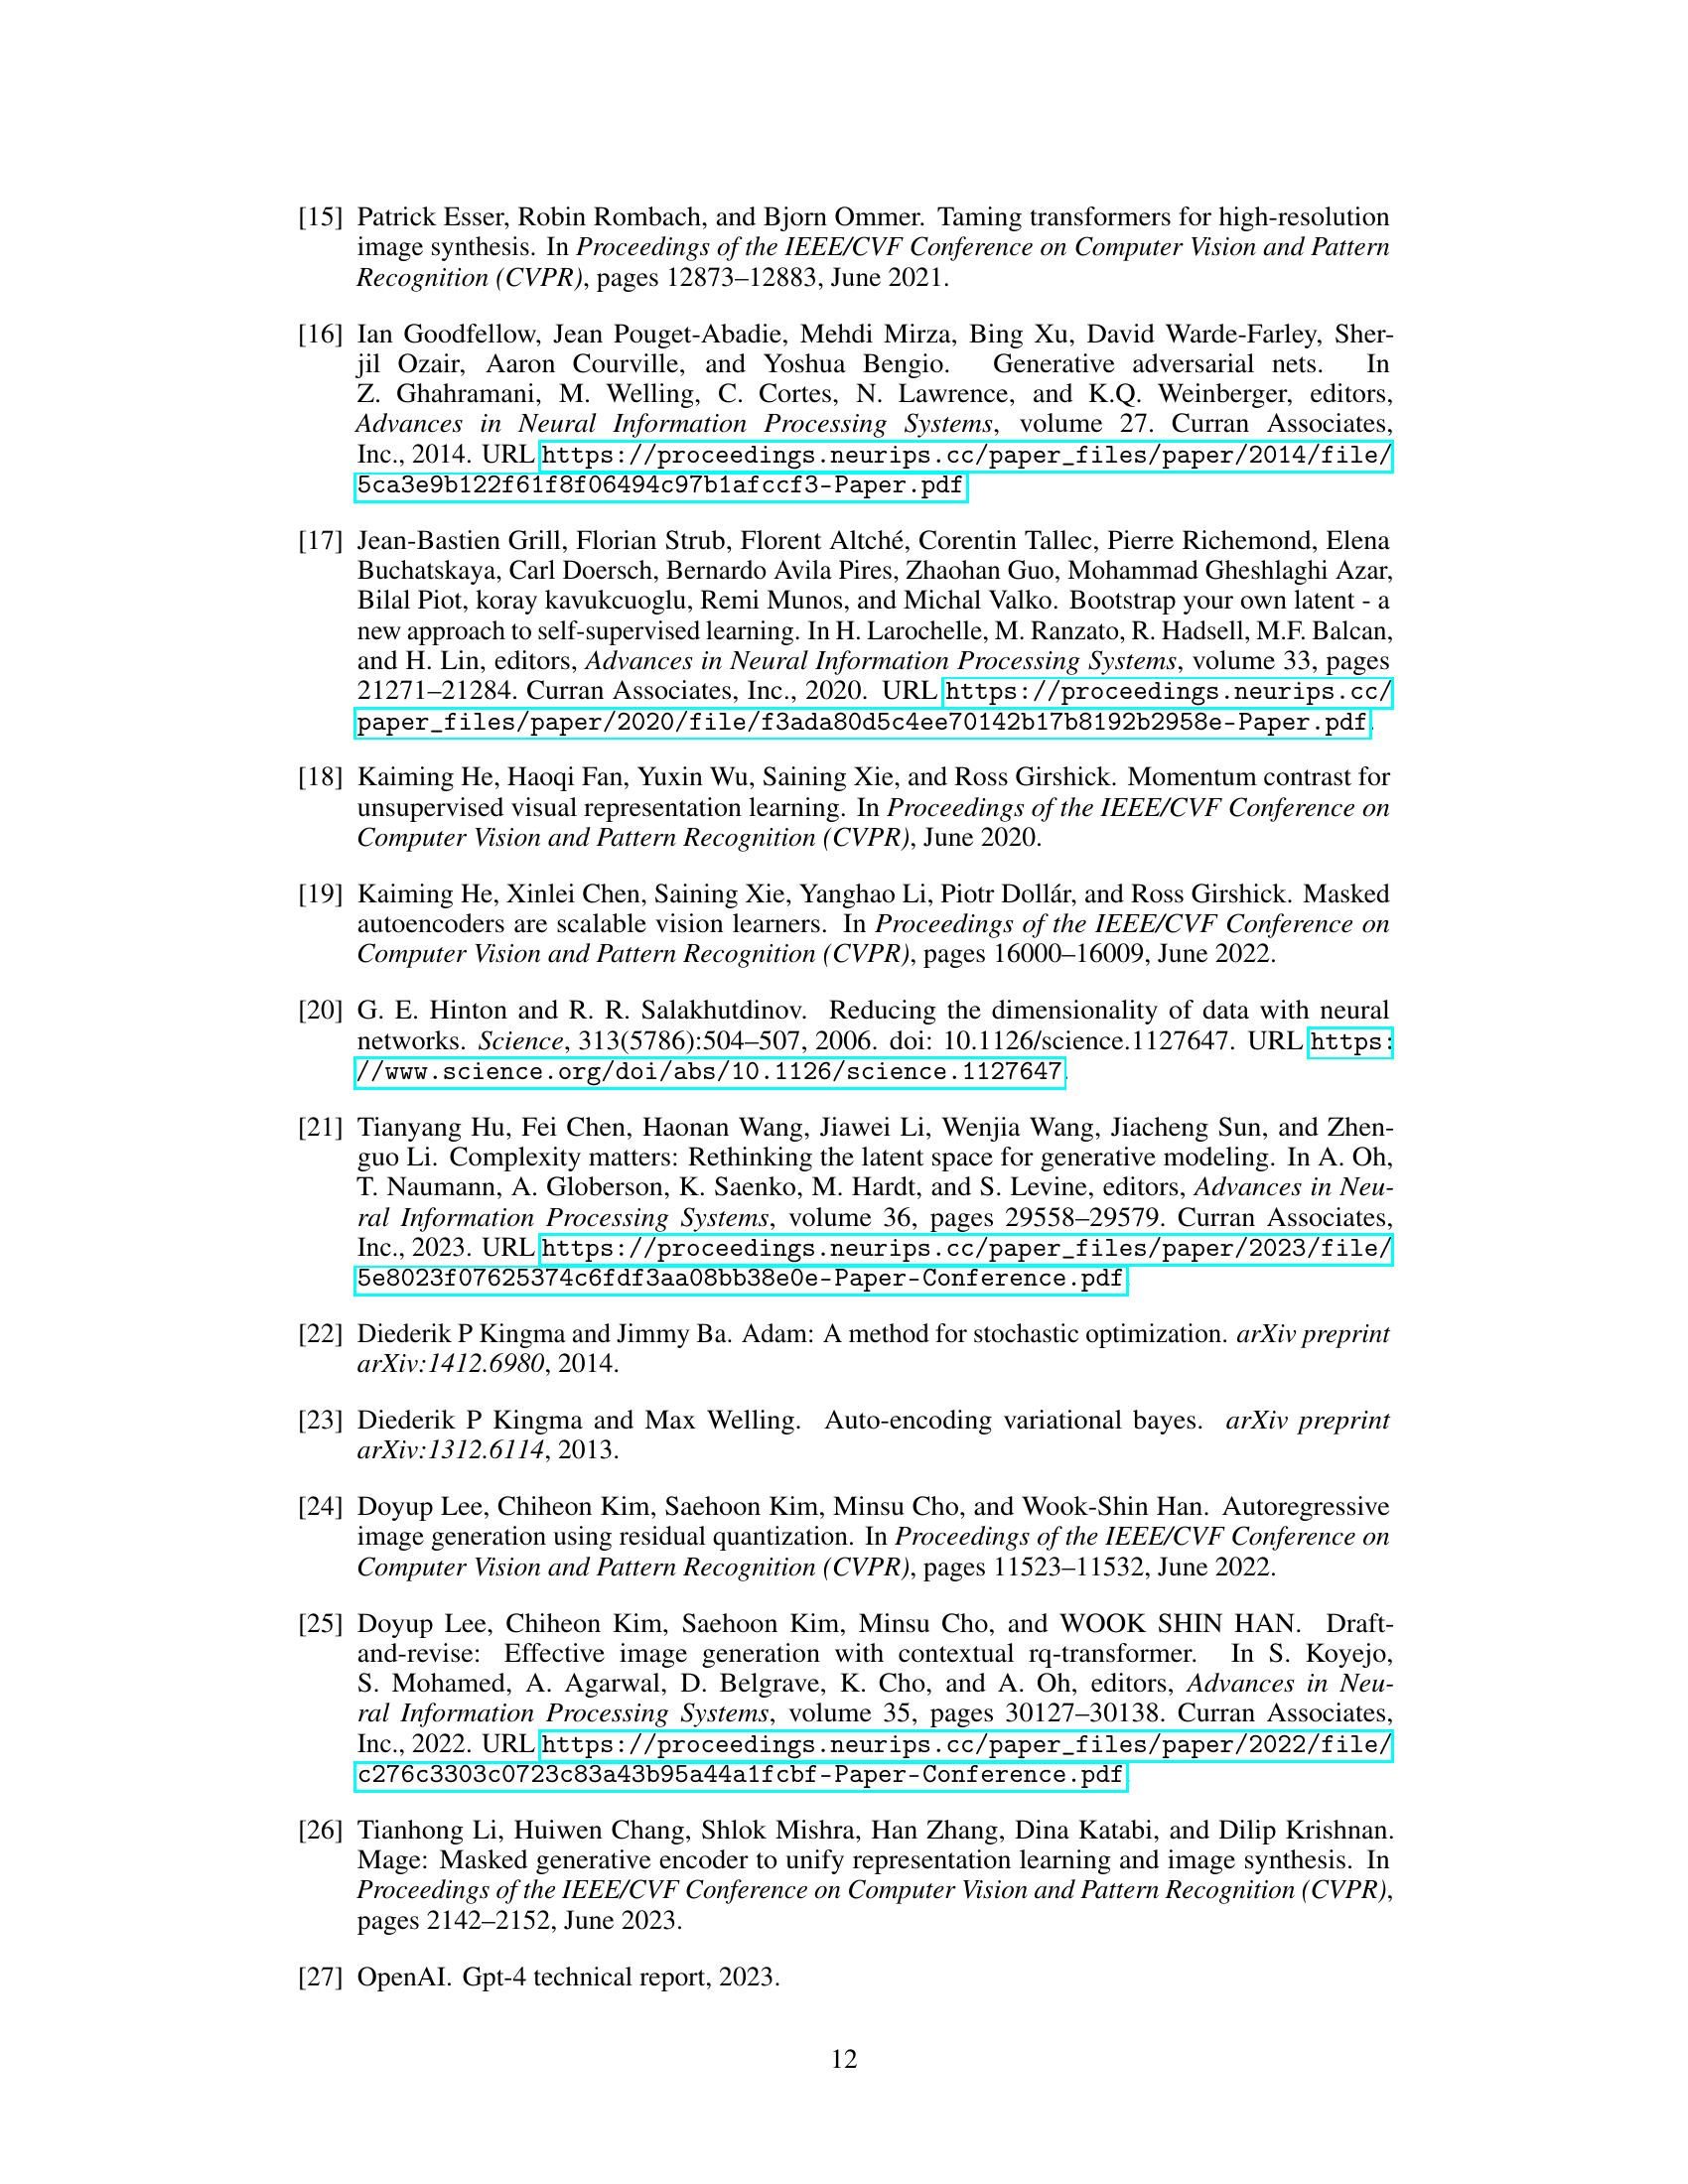 [15] Patrick Esser, Robin Rombach, and Bjorn Ommer. Taming transformers for high-resolution
image synthesis. In Proceedings of the IEEE/CVF Conference on Computer Vision and Pattern
Recognition (CVPR), pages 12873–12883, June 2021.
[16] Ian Goodfellow, Jean Pouget-Abadie, Mehdi Mirza, Bing Xu, David Warde-Farley, Sher-
jil Ozair, Aaron Courville, and Yoshua Bengio. Generative adversarial nets. In
Z. Ghahramani, M. Welling, C. Cortes, N. Lawrence, and K.Q. Weinberger, editors,
Advances in Neural Information Processing Systems, volume 27. Curran Associates,
Inc., 2014. URL https://proceedings.neurips.cc/paper_files/paper/2014/file/
5ca3e9b122f61f8f06494c97b1afccf3-Paper.pdf.
[17] Jean-Bastien Grill, Florian Strub, Florent Altché, Corentin Tallec, Pierre Richemond, Elena
Buchatskaya, Carl Doersch, Bernardo Avila Pires, Zhaohan Guo, Mohammad Gheshlaghi Azar,
Bilal Piot, koray kavukcuoglu, Remi Munos, and Michal Valko. Bootstrap your own latent - a
new approach to self-supervised learning. In H. Larochelle, M. Ranzato, R. Hadsell, M.F. Balcan,
and H. Lin, editors, Advances in Neural Information Processing Systems, volume 33, pages
21271–21284. Curran Associates, Inc., 2020. URL https://proceedings.neurips.cc/
paper_files/paper/2020/file/f3ada80d5c4ee70142b17b8192b2958e-Paper.pdf.
[18] Kaiming He, Haoqi Fan, Yuxin Wu, Saining Xie, and Ross Girshick. Momentum contrast for
unsupervised visual representation learning. In Proceedings of the IEEE/CVF Conference on
Computer Vision and Pattern Recognition (CVPR), June 2020.
[19] Kaiming He, Xinlei Chen, Saining Xie, Yanghao Li, Piotr Dollár, and Ross Girshick. Masked
autoencoders are scalable vision learners. In Proceedings of the IEEE/CVF Conference on
Computer Vision and Pattern Recognition (CVPR), pages 16000–16009, June 2022.
[20] G. E. Hinton and R. R. Salakhutdinov. Reducing the dimensionality of data with neural
networks. Science, 313(5786):504–507, 2006. doi: 10.1126/science.1127647. URL https:
//www.science.org/doi/abs/10.1126/science.1127647.
[21] Tianyang Hu, Fei Chen, Haonan Wang, Jiawei Li, Wenjia Wang, Jiacheng Sun, and Zhen-
guo Li. Complexity matters: Rethinking the latent space for generative modeling. In A. Oh,
T. Naumann, A. Globerson, K. Saenko, M. Hardt, and S. Levine, editors, Advances in Neu-
ral Information Processing Systems, volume 36, pages 29558–29579. Curran Associates,
Inc., 2023. URL https://proceedings.neurips.cc/paper_files/paper/2023/file/
5e8023f07625374c6fdf3aa08bb38e0e-Paper-Conference.pdf.
[22] Diederik P Kingma and Jimmy Ba. Adam: A method for stochastic optimization. arXiv preprint
arXiv:1412.6980, 2014.
[23] Diederik P Kingma and Max Welling. Auto-encoding variational bayes. arXiv preprint
arXiv:1312.6114, 2013.
[24] Doyup Lee, Chiheon Kim, Saehoon Kim, Minsu Cho, and Wook-Shin Han. Autoregressive
image generation using residual quantization. In Proceedings of the IEEE/CVF Conference on
Computer Vision and Pattern Recognition (CVPR), pages 11523–11532, June 2022.
[25] Doyup Lee, Chiheon Kim, Saehoon Kim, Minsu Cho, and WOOK SHIN HAN. Draft-
and-revise: Effective image generation with contextual rq-transformer. In S. Koyejo,
S. Mohamed, A. Agarwal, D. Belgrave, K. Cho, and A. Oh, editors, Advances in Neu-
ral Information Processing Systems, volume 35, pages 30127–30138. Curran Associates,
Inc., 2022. URL https://proceedings.neurips.cc/paper_files/paper/2022/file/
c276c3303c0723c83a43b95a44a1fcbf-Paper-Conference.pdf.
[26] Tianhong Li, Huiwen Chang, Shlok Mishra, Han Zhang, Dina Katabi, and Dilip Krishnan.
Mage: Masked generative encoder to unify representation learning and image synthesis. In
Proceedings of the IEEE/CVF Conference on Computer Vision and Pattern Recognition (CVPR),
pages 2142–2152, June 2023.
[27] OpenAI. Gpt-4 technical report, 2023.
12